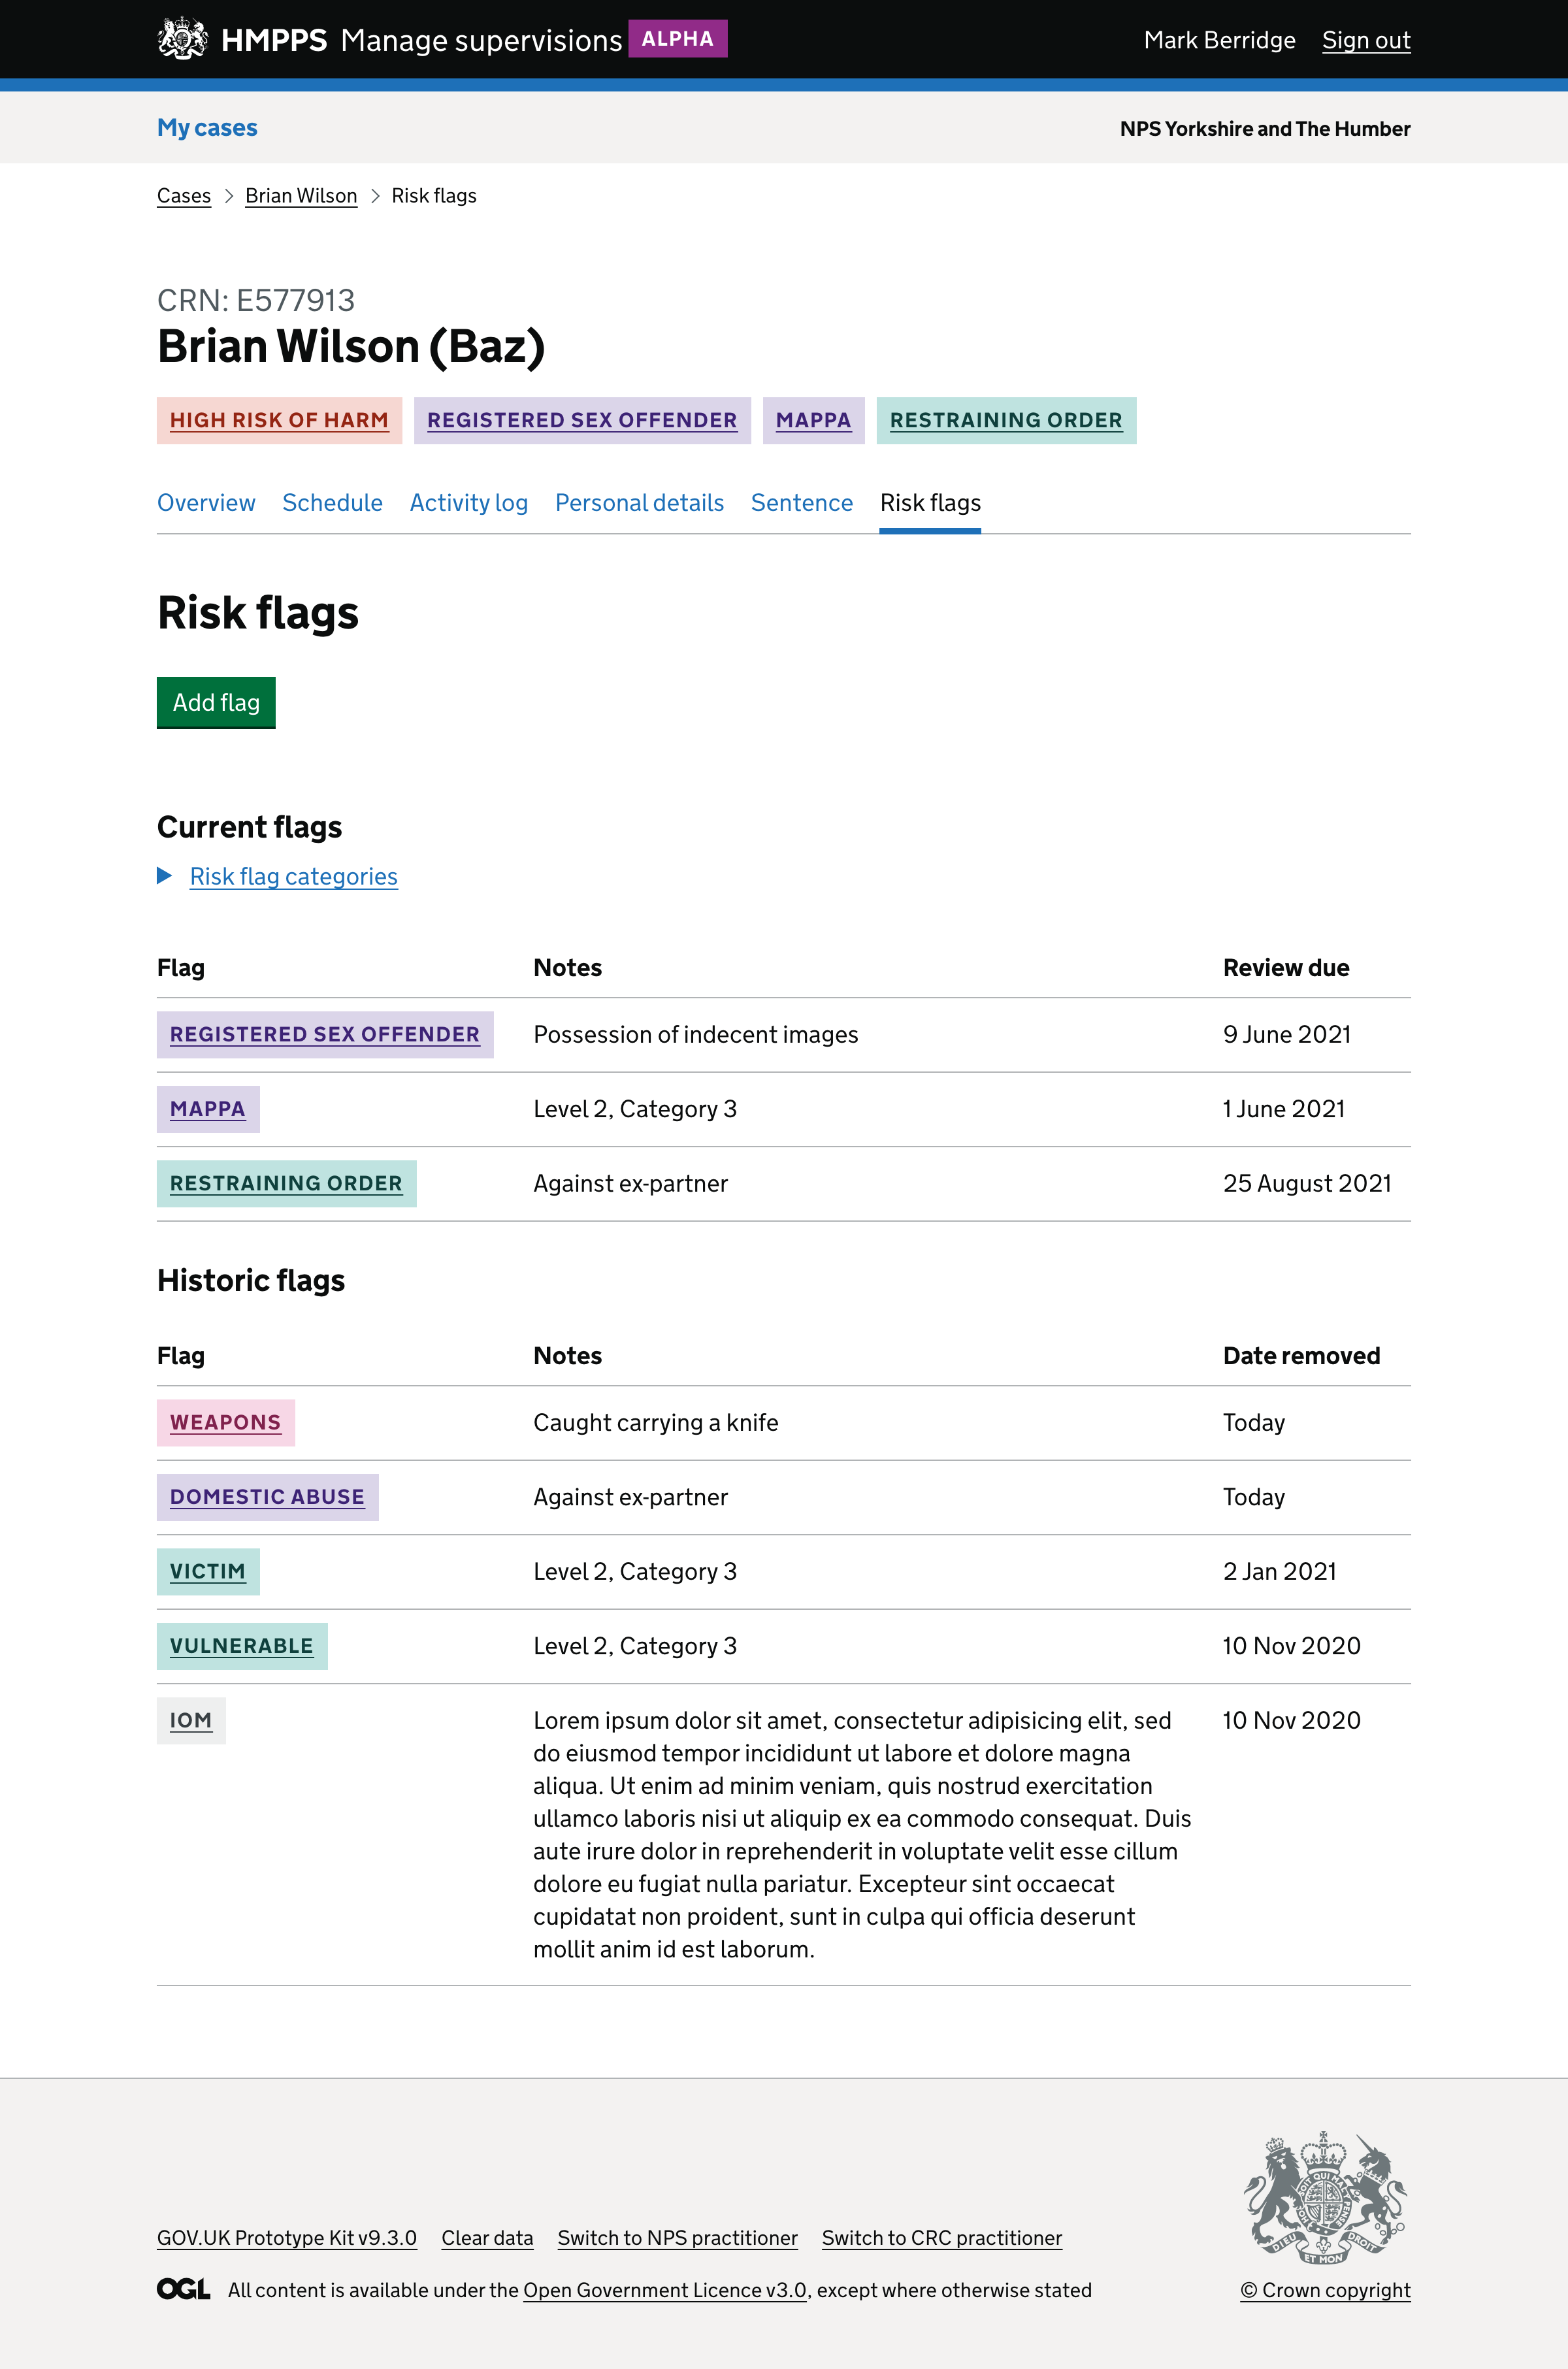 HMPPS Manage supervisions ALPHA Mark Berridge Sign out
My cases NPS Yorkshire and The Humber
Cases Brian Wilson Risk flags
CRN: E577913
Brian Wilson (Baz)
HIGH RISK OF HARM REGISTERED SEX OFFENDER MAPPA RESTRAINING ORDER
Overview Schedule Activity log Personal details Sentence Risk flags
Risk flags
Add flag
Current flags
Risk flag categories
Flag Notes Review due
REGISTERED SEX OFFENDER Possession of indecent images 9 June 2021
MAPPA Level 2, Category 3 1 June 2021
RESTRAINING ORDER Against ex-partner 25 August 2021
Historic flags
Flag Notes Date removed
WEAPONS Caught carrying a knife Today
DOMESTIC ABUSE Against ex-partner Today
VICTIM Level 2, Category 3 2 Jan 2021
VULNERABLE Level 2, Category 3 10 Nov 2020
IOM Lorem ipsum dolor sit amet, consectetur adipisicing elit, sed 10 Nov 2020
do eiusmod tempor incididunt ut labore et dolore magna
aliqua. Ut enim ad minim veniam, quis nostrud exercitation
ullamco laboris nisi ut aliquip ex ea commodo consequat. Duis
aute irure dolor in reprehenderit in voluptate velit esse cillum
dolore eu fugiat nulla pariatur. Excepteur sint occaecat
cupidatat non proident, sunt in culpa qui officia deserunt
mollit anim id est laborum.
GOV.UK Prototype Kit v9.3.0 Clear data Switch to NPS practitioner Switch to CRC practitioner
DIEU ET MON DROIT
OGL All content is available under the Open Government Licence v3.0, except where otherwise stated © Crown copyright